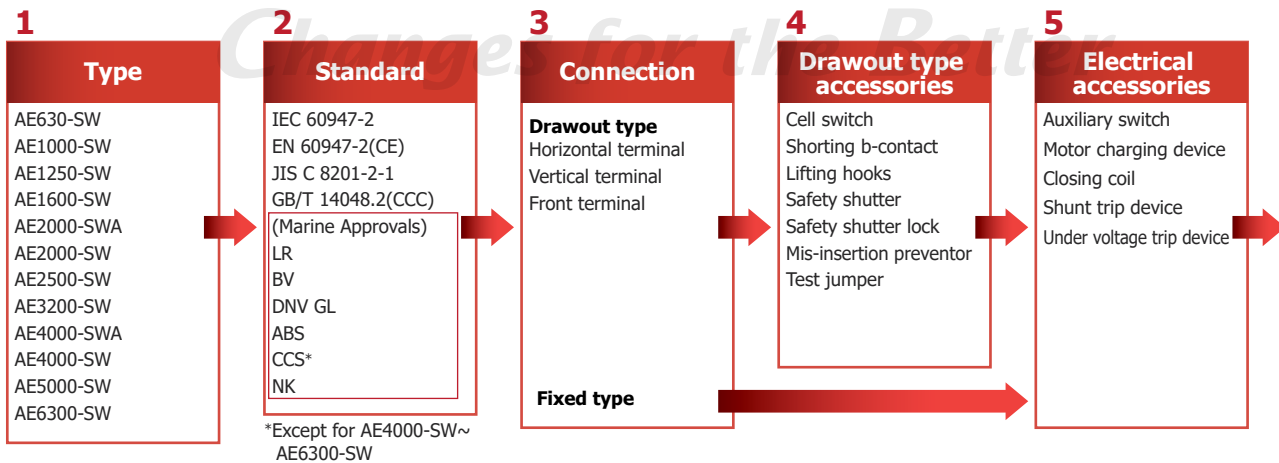 Changes for the Better
1
Type
AE630-SW
AE1000-SW
AE1250-SW
AE1600-SW
AE2000-SWA
AE2000-SW
AE2500-SW
AE3200-SW
AE4000-SWA
AE4000-SW
AE5000-SW
AE6300-SW
2
Standard
IEC 60947-2
EN 60947-2(CE)
JIS C 8201-2-1
GB/T 14048.2(CCC)
(Marine Approvals)
LR
BV
DNV GL
ABS
CCS*
NK
*Except for AE4000-SW~
AE6300-SW
3
Connection
Drawout type
Horizontal terminal
Vertical terminal
Front terminal
Fixed type
4
Drawout type
accessories
Cell switch
Shorting b-contact
Lifting hooks
Safety shutter
Safety shutter lock
Mis-insertion preventor
Test jumper
5
Electrical
accessories
Auxiliary switch
Motor charging device
Closing coil
Shunt trip device
Under voltage trip device